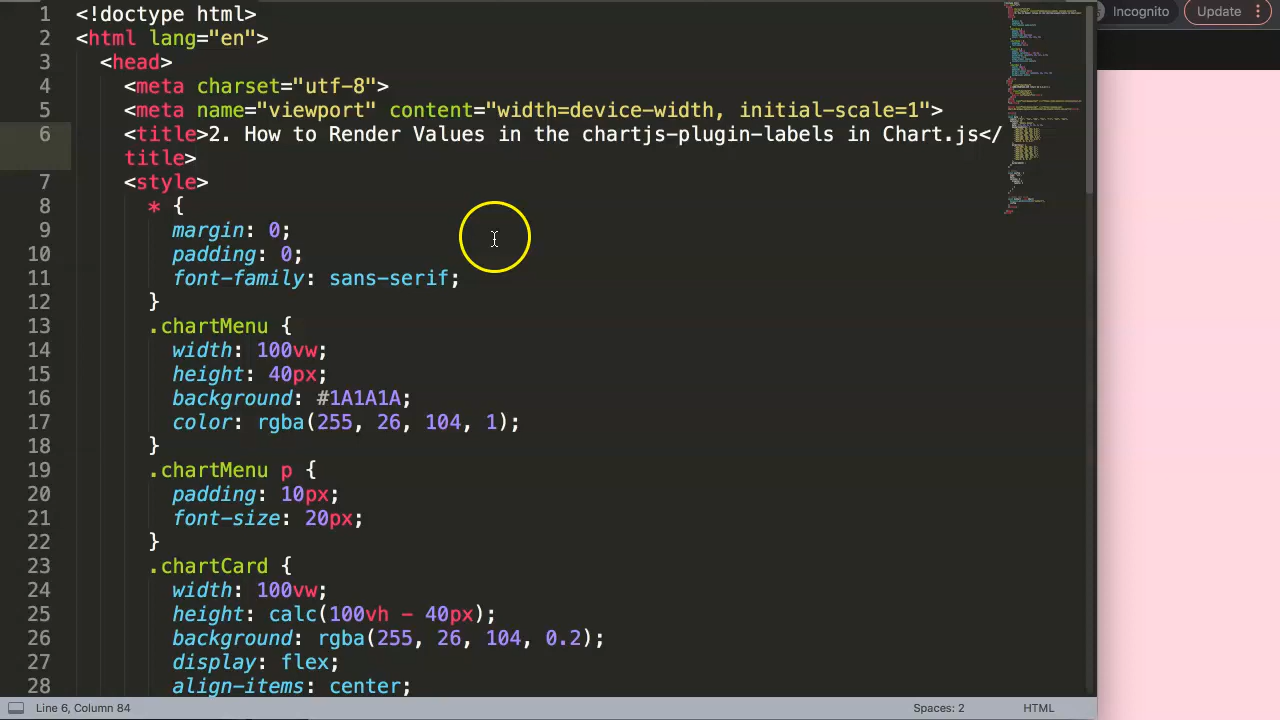 1 <!doctype html>
2 <html lang="en">
3 <head>
4 <meta charset="utf-8">
5 <meta name="viewport" content="width=device-width, initial-scale=1">
6 <title>2. How to Render Values in the chartjs-plugin-labels in Chart.js</
title>
7 <style>
8 * {
9 margin: 0;
10 padding: 0;
11 font-family: sans-serif;
12 }
13 .chartMenu {
14 width: 100vw;
15 height: 40px;
16 background: #1A1A1A;
17 color: rgba(255, 26, 104, 1);
18 }
19 .chartMenu p {
20 padding: 10px;
21 font-size: 20px;
22 }
23 .chartCard {
24 width: 100vw;
25 height: calc(100vh - 40px);
26 background: rgba(255, 26, 104, 0.2);
27 display: flex;
28 align-items: center;
Incognito Update
Line 6, Column 84 Spaces: 2 HTML